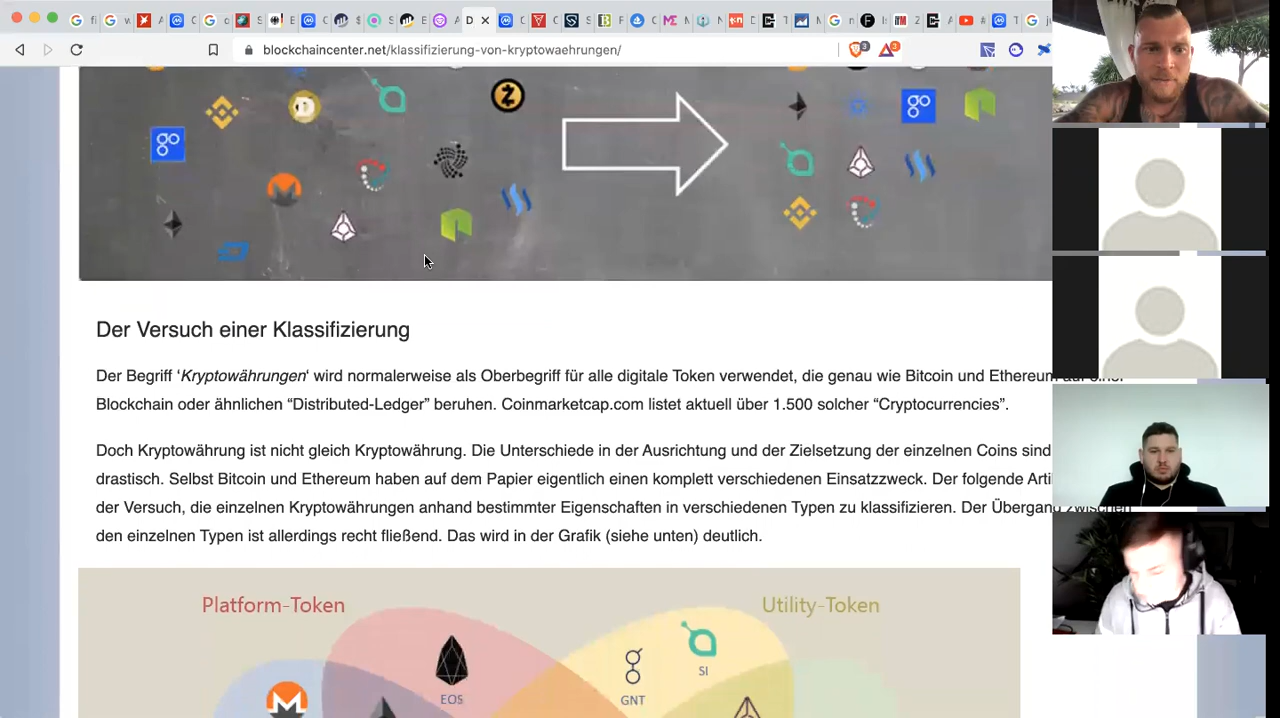 blockchaincenter.net/klassifizierung-von-kryptowaehrungen/
Der Versuch einer Klassifizierung
Der Begriff ‘Kryptowährungen‘ wird normalerweise als Oberbegriff für alle digitale Token verwendet, die genau wie Bitcoin und Ethereum auf einer
Blockchain oder ähnlichen “Distributed-Ledger” beruhen. Coinmarketcap.com listet aktuell über 1.500 solcher “Cryptocurrencies”.
Doch Kryptowährung ist nicht gleich Kryptowährung. Die Unterschiede in der Ausrichtung und der Zielsetzung der einzelnen Coins sind
drastisch. Selbst Bitcoin und Ethereum haben auf dem Papier eigentlich einen komplett verschiedenen Einsatzzweck. Der folgende Arti
der Versuch, die einzelnen Kryptowährungen anhand bestimmter Eigenschaften in verschiedenen Typen zu klassifizieren. Der Übergang zwischen
den einzelnen Typen ist allerdings recht fließend. Das wird in der Grafik (siehe unten) deutlich.
Platform-Token Utility-Token
EOS GNT SI